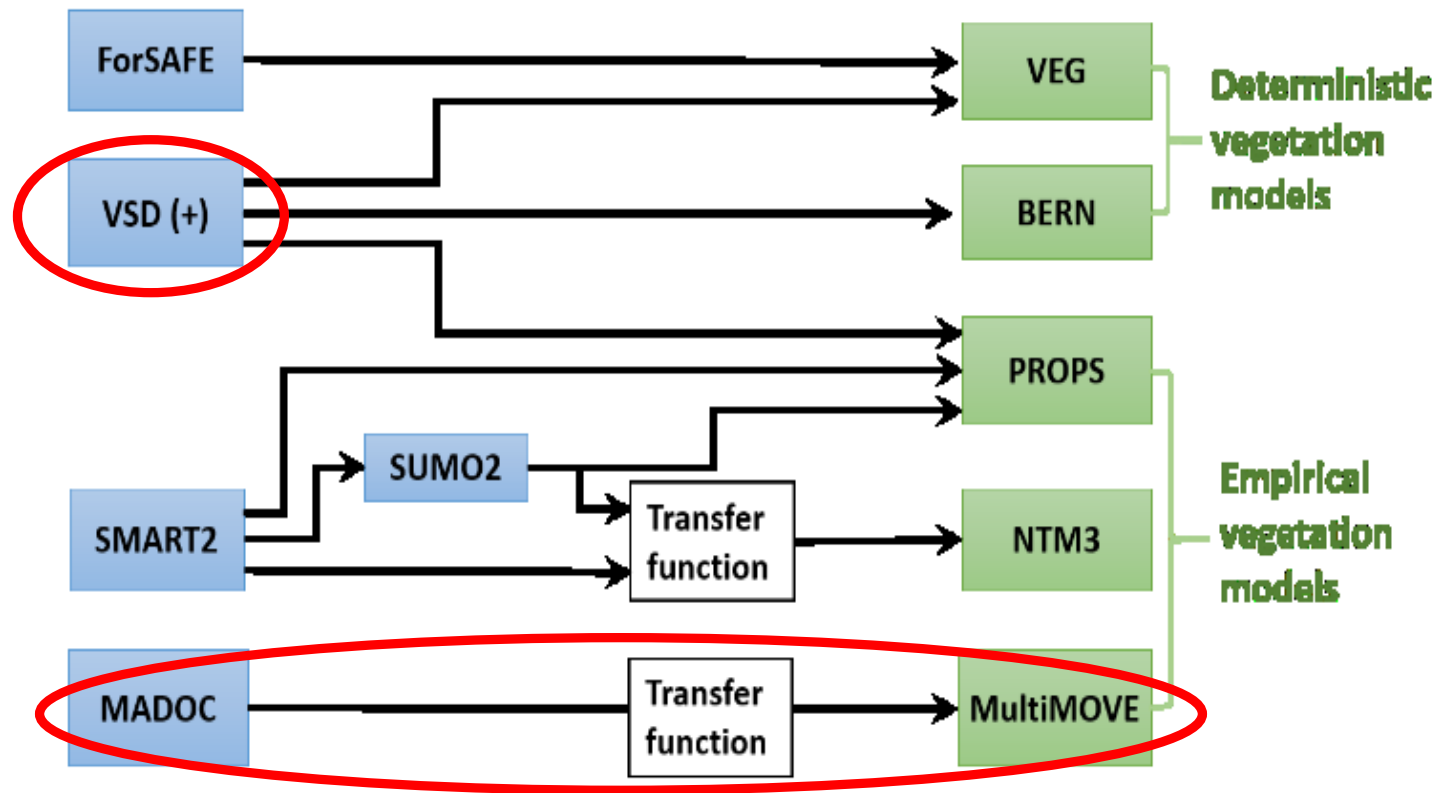 ForSAFE
VEG
Deterministic
vegetation
models
VSD (+)
BERN
PROPS
SUMO2
Empirical
vegetation
models
SMART2
Transfer
function
NTM3
MADOC
Transfer
function
MultiMOVE